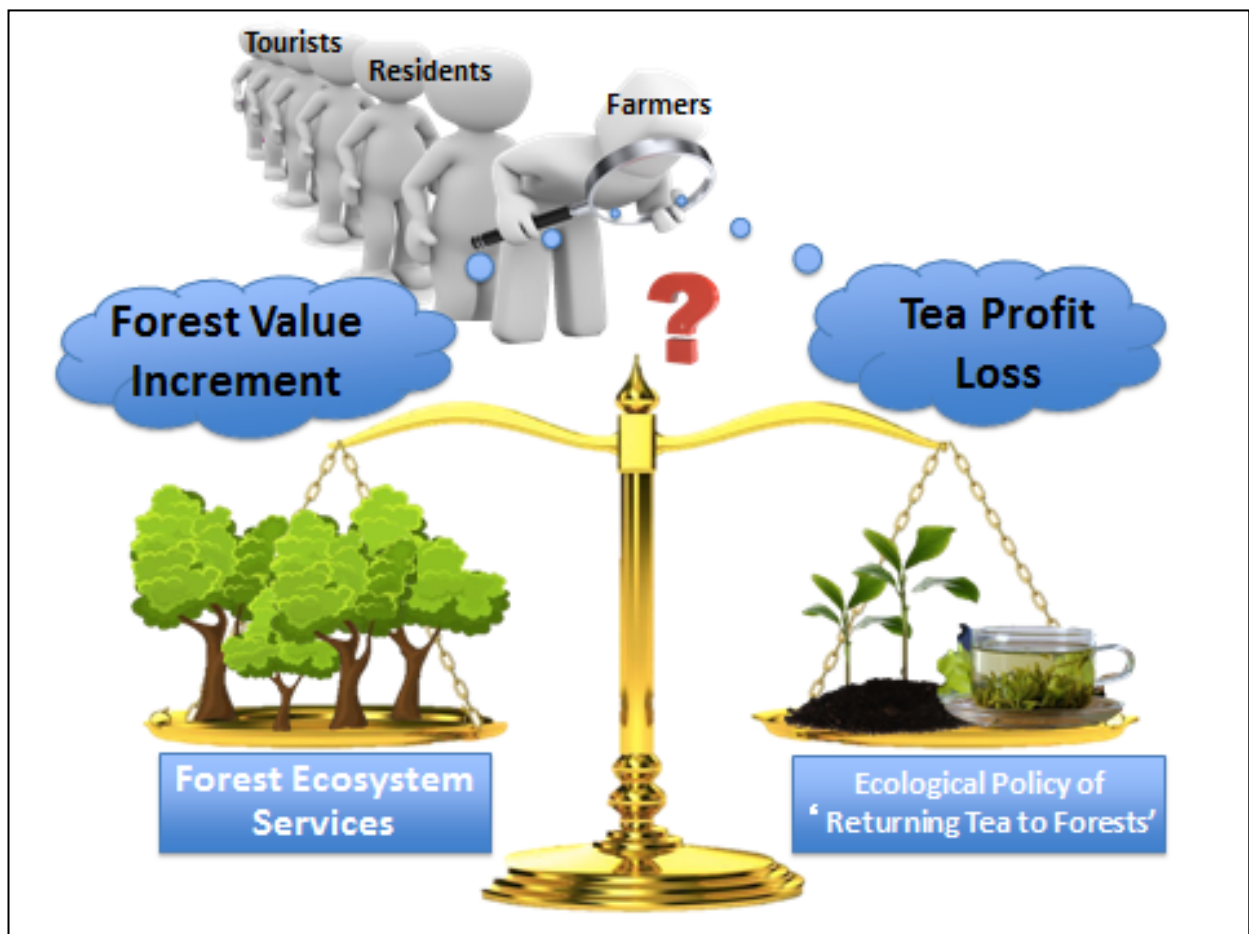 Tourists
Residents
Farmers
?
Forest Value
Increment
Tea Profit
Loss
Forest Ecosystem
Services
Ecological Policy of
‘ Returning Tea to Forests’